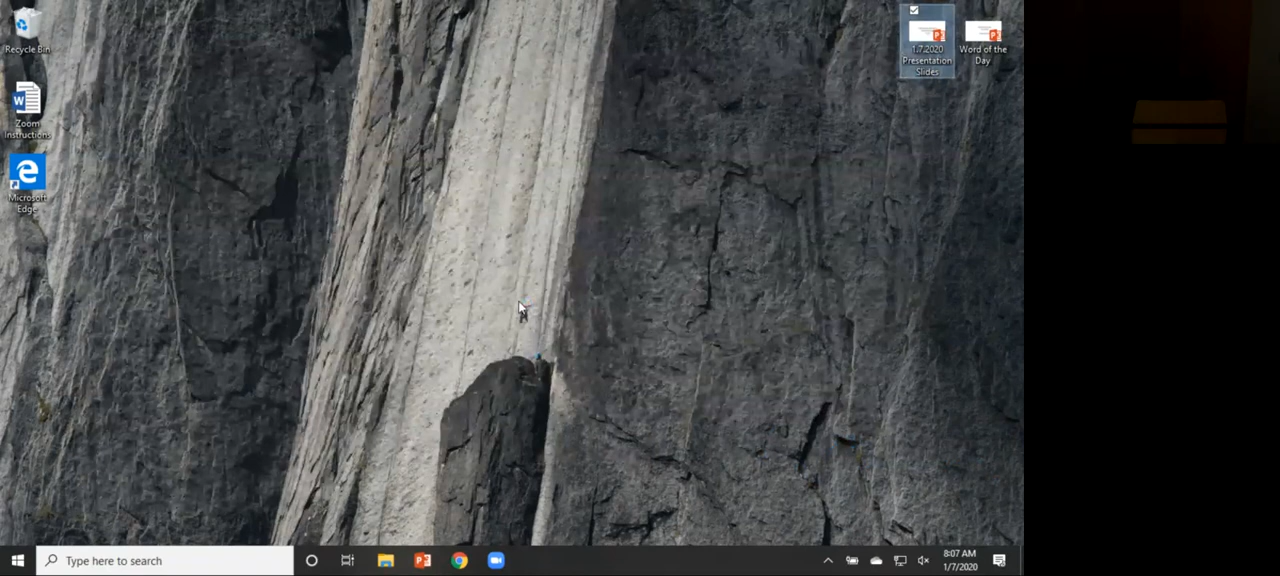 Recycle Bin
Zoom
Instructions
Microsoft
Edge
1.7.2020
Presentation
Slides
Word of the
Day
Type here to search
8:07 AM
1/7/2020